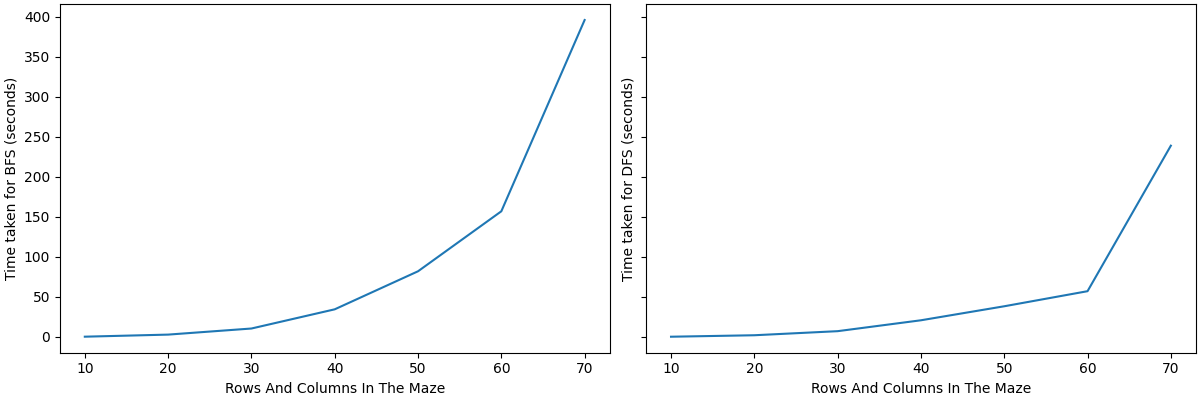 Time taken for BFS (seconds)
400
350
300
250
200
150
100
50
0
10 20 30 40 50 60 70
Rows And Columns In The Maze
Time taken for DFS (seconds)
10 20 30 40 50 60 70
Rows And Columns In The Maze